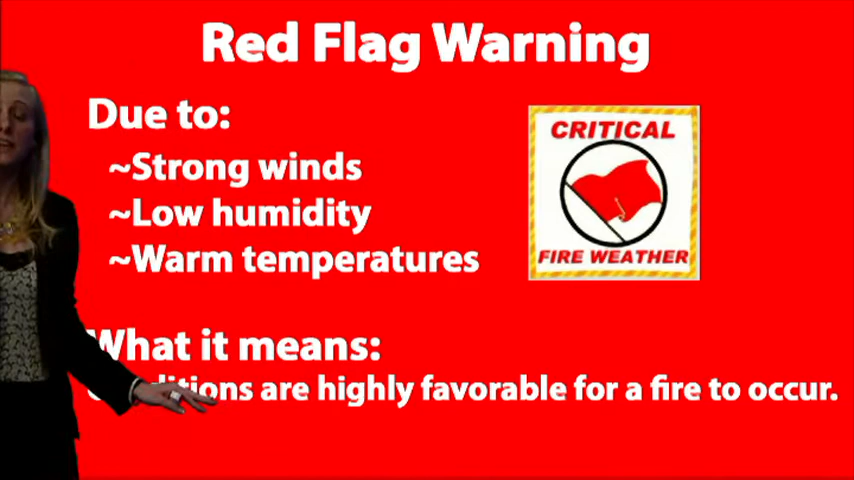 Red Flag Warning
Due to:
~Strong winds
~Low humidity
~Warm temperatures
CRITICAL
FIRE WEATHER
What it means:
are highly favorable for a fire to occur.